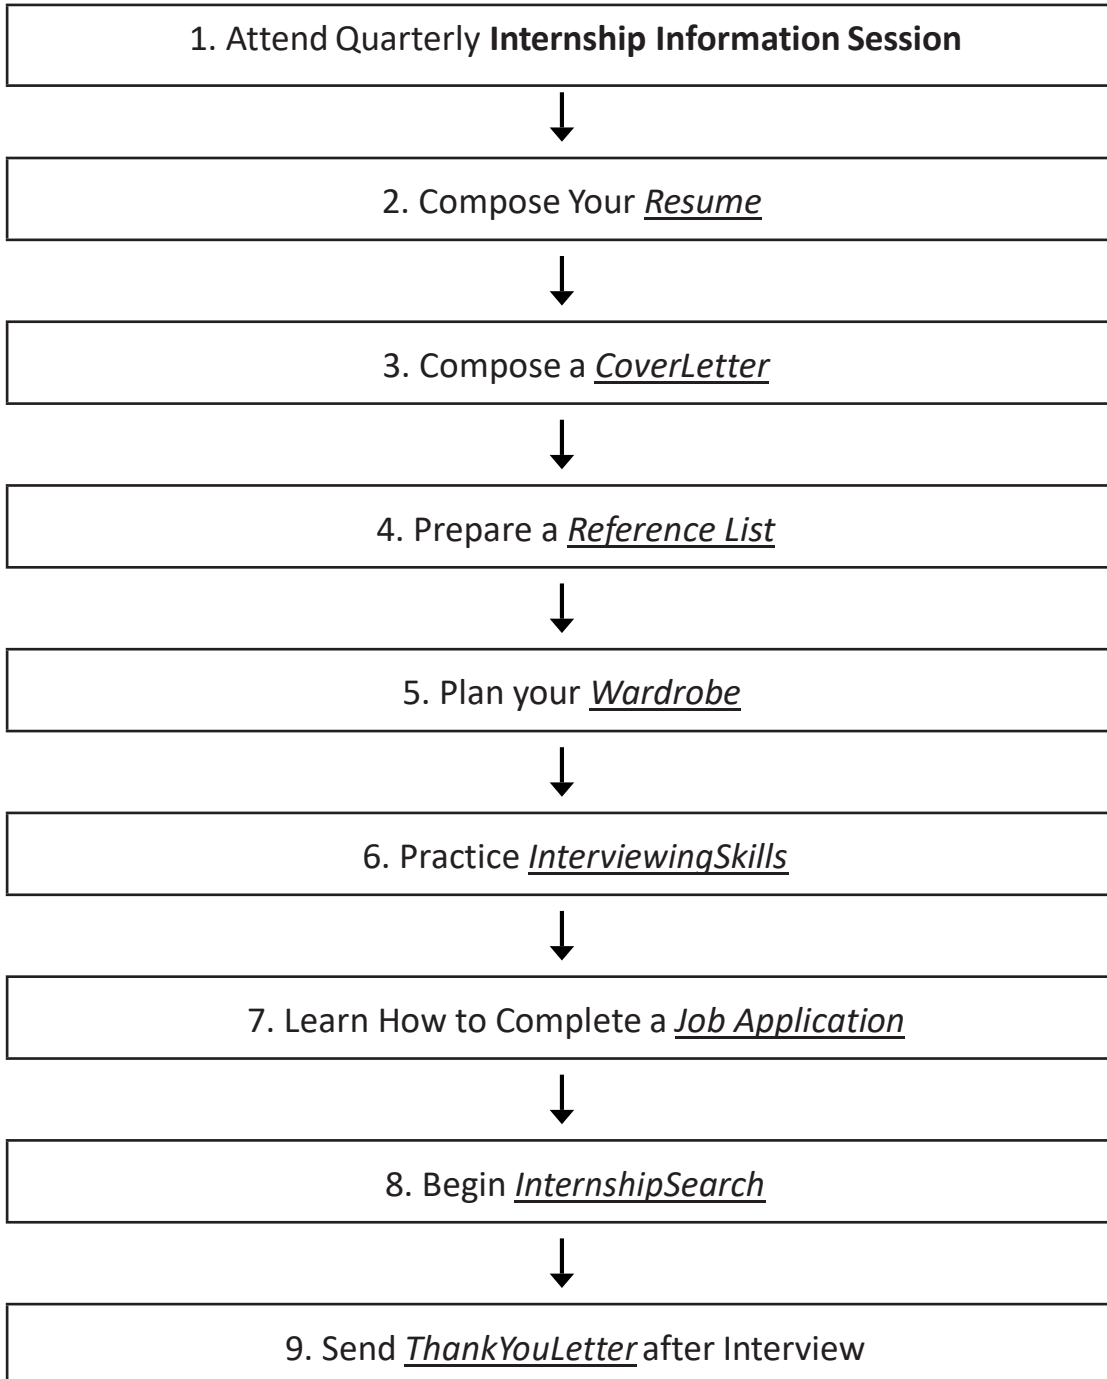 1. Attend Quarterly Internship Information Session
2. Compose Your Resume
3. Compose a CoverLetter
4. Prepare a Reference List
5. Plan your Wardrobe
6. Practice InterviewingSkills
7. Learn How to Complete a Job Application
8. Begin InternshipSearch
9. Send ThankYouLetter after Interview